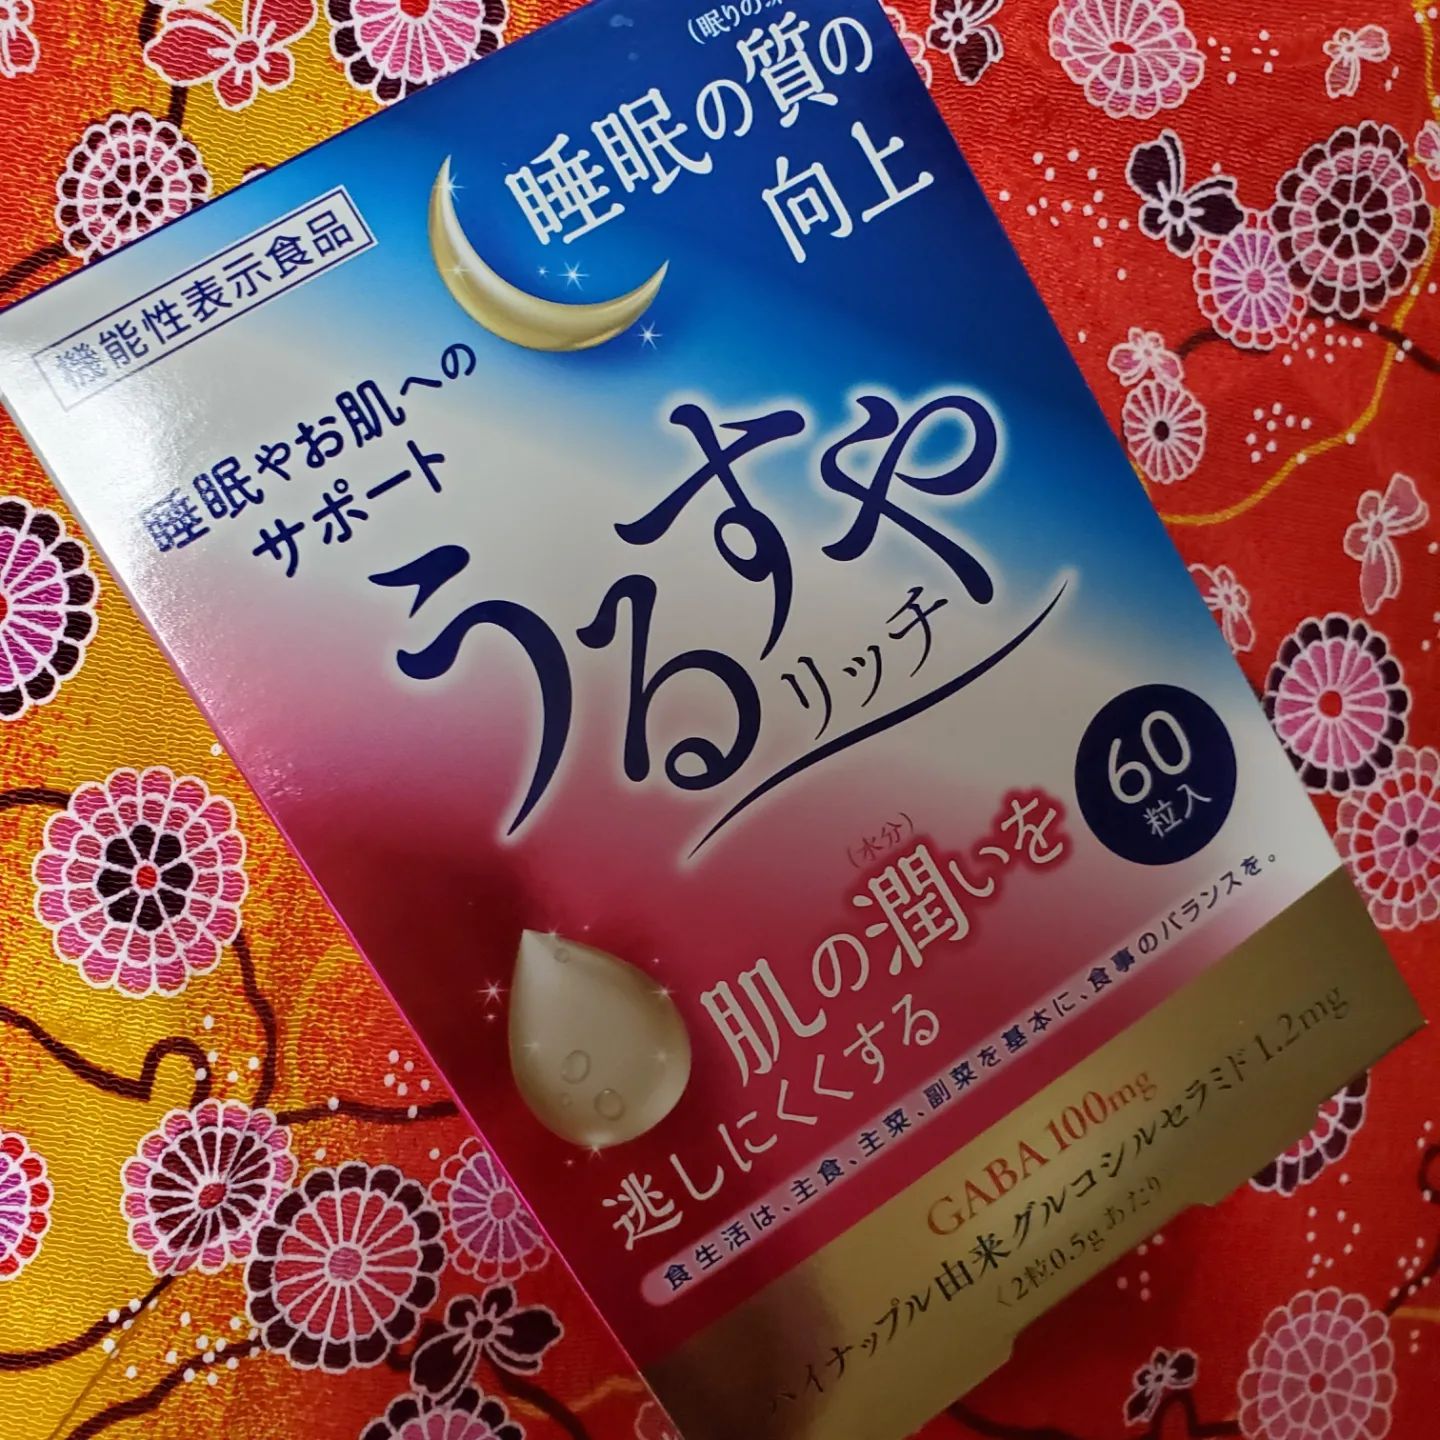 機能性表示食品
睡眠の質の
向上
睡眠やお肌への
サポート
うるすや
リッチ
60
粒入
(水分)
肌の潤いを
逃しにくくする
食生活は、主食、主菜、副菜を基本に、食事のバランスを。
GABA 100mg
パイナップル由来グルコシルセラミド1.2mg
〈2粒0.5gあたり